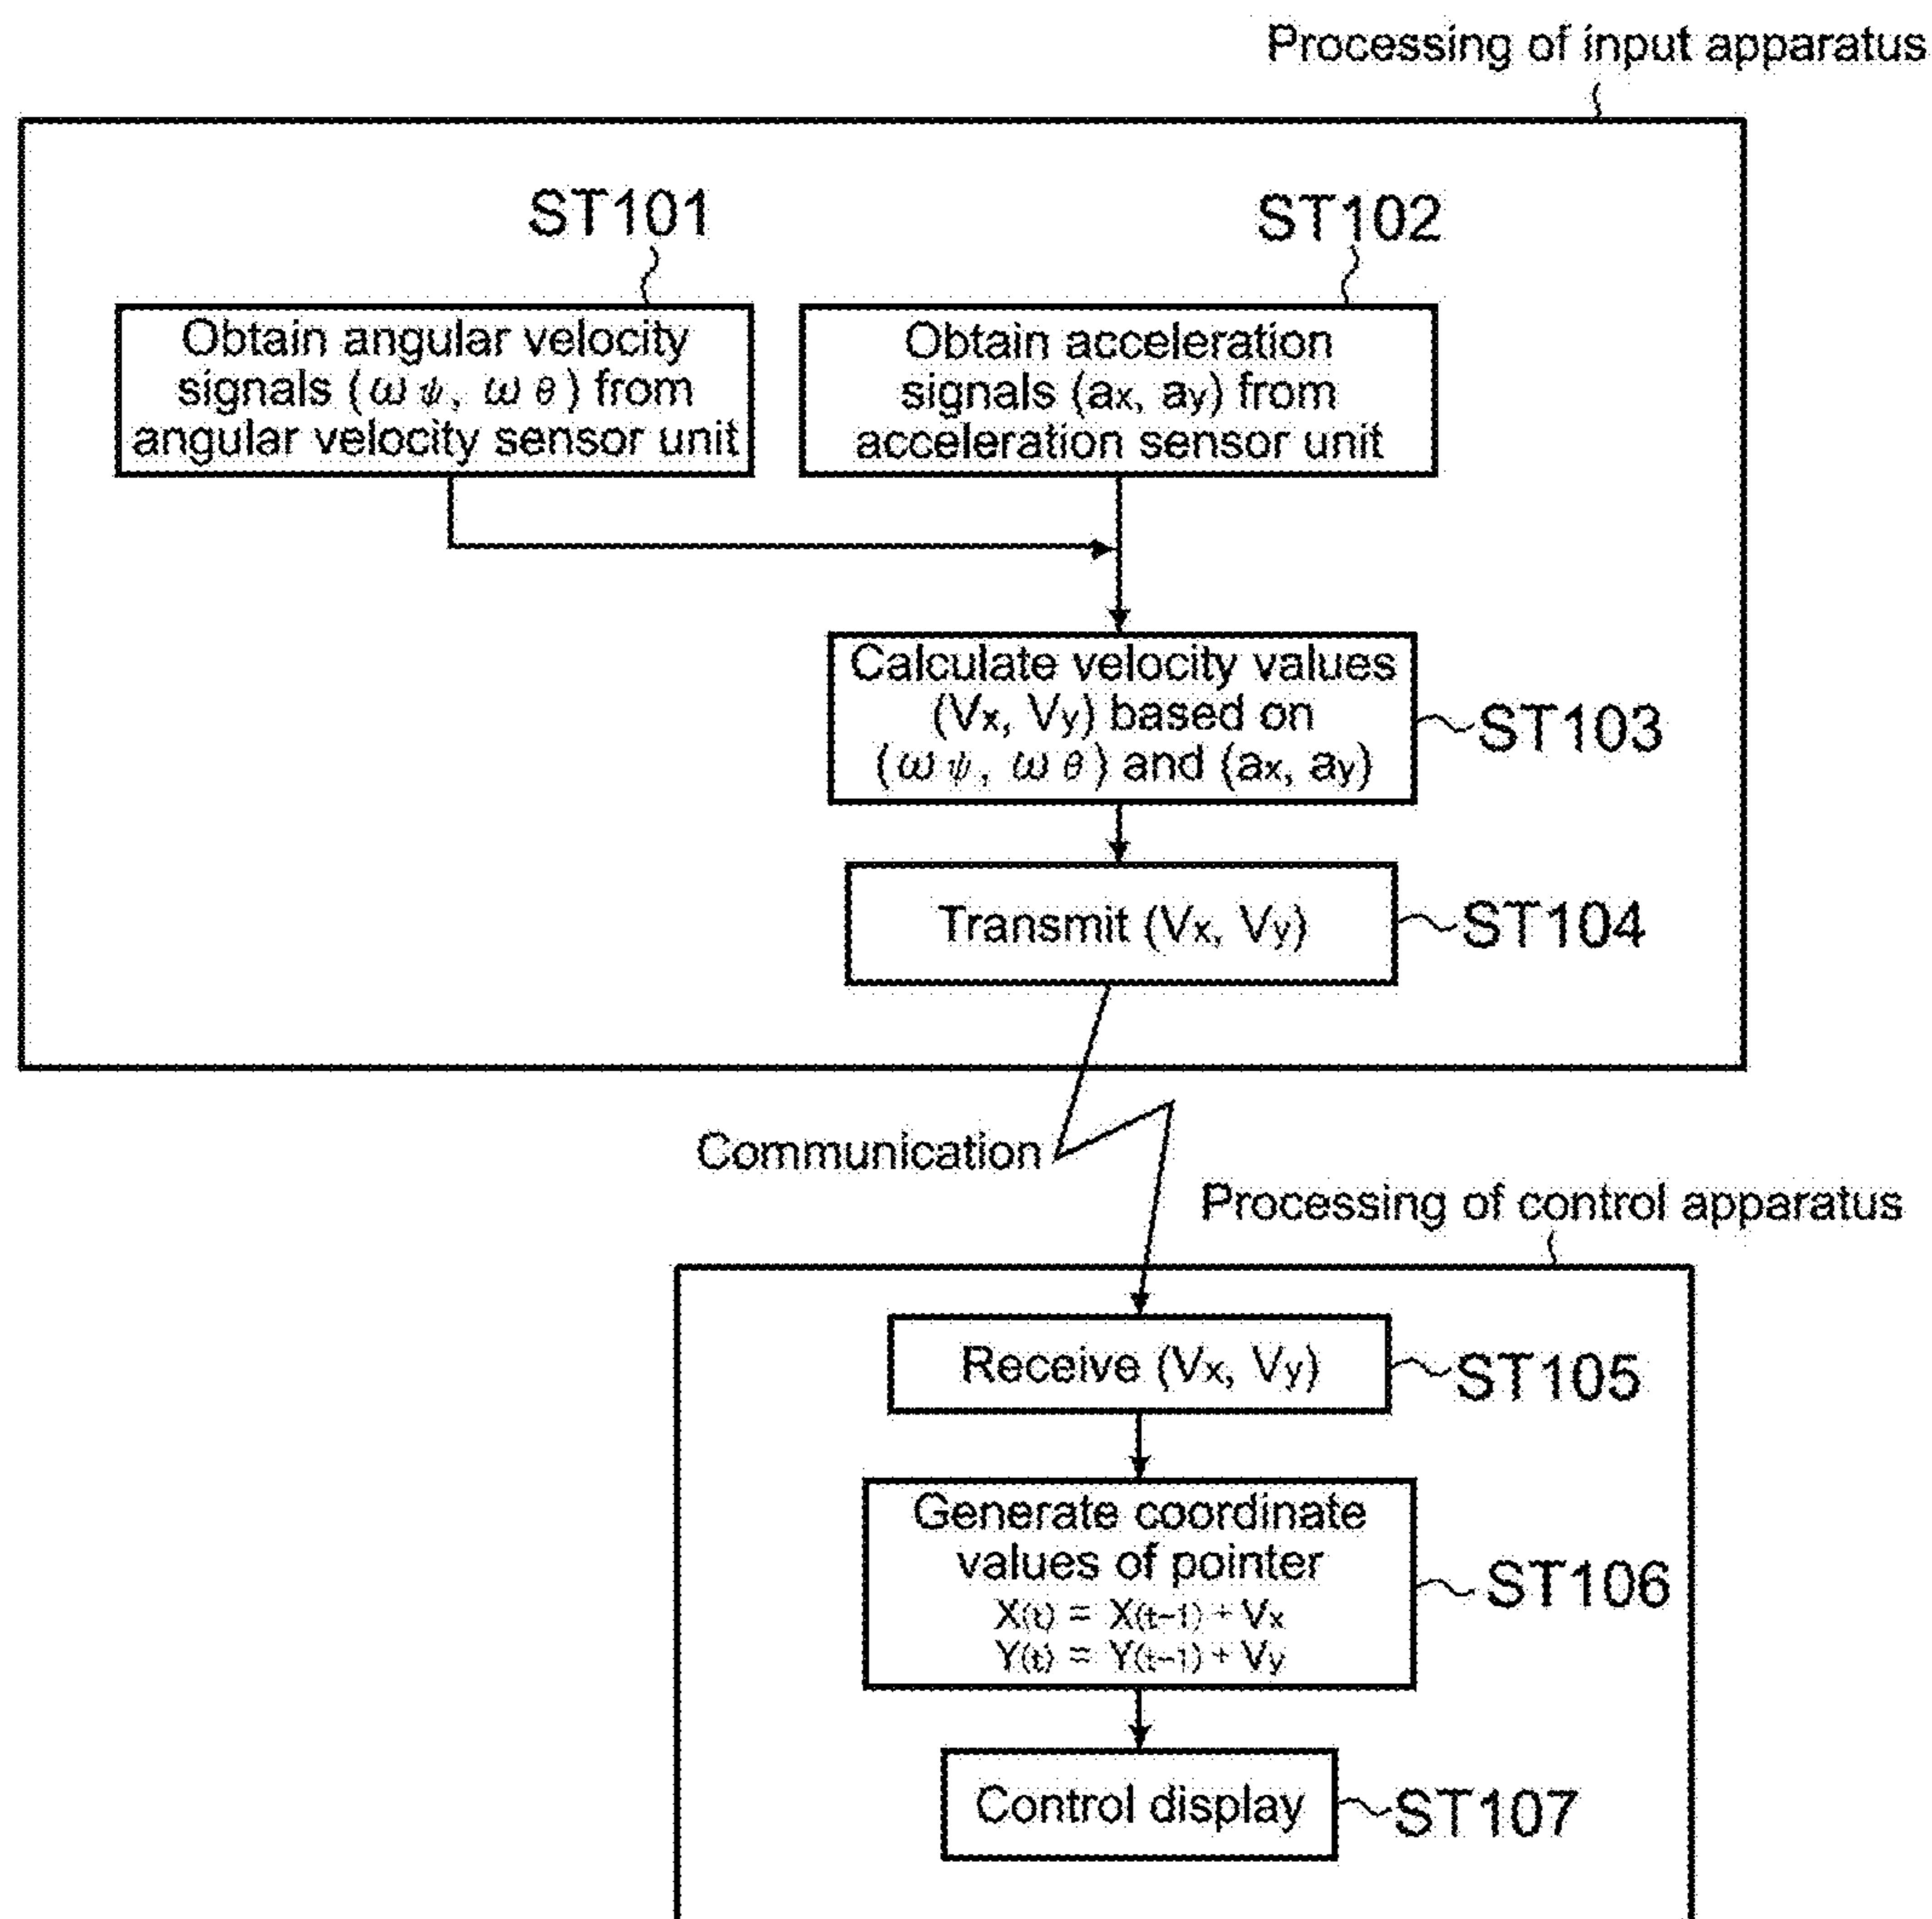 Processing of input apparatus
ST101
ST102
Obtain angular velocity
signals (ωψ, ωθ) from
angular velocity sensor unit
Obtain acceleration
signals (ax, ay) from
acceleration sensor unit
Calculate velocity values
(Vx, Vy) based on
(ωψ, ωθ) and (ax, ay)
ST103
Transmit (Vx, Vy)
ST104
Communication
Processing of control apparatus
Receive (Vx, Vy)
ST105
Generate coordinate
values of pointer
X(t) = X(t-1) + Vx
Y(t) = Y(t-1) + Vy
ST106
Control display
ST107